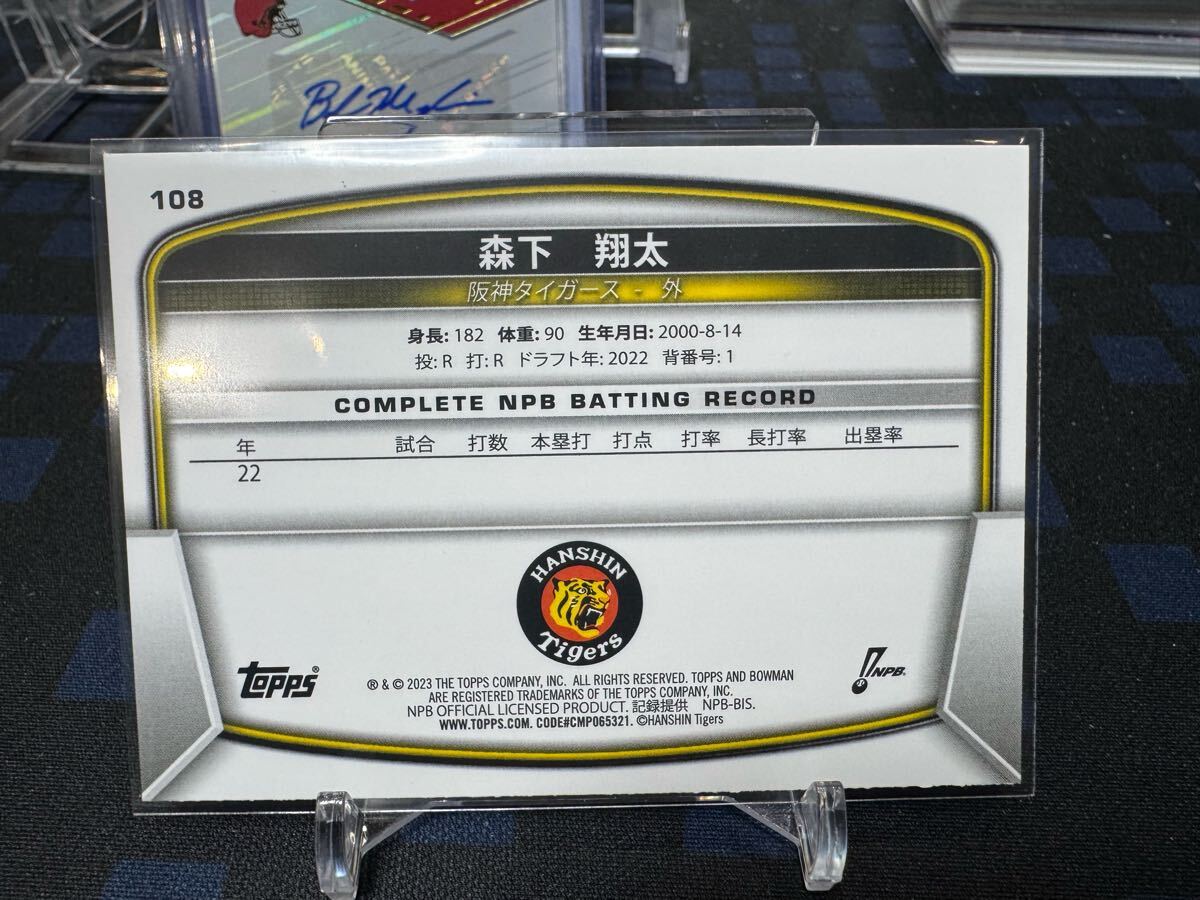 108
森下 翔太
阪神タイガース - 外
身長: 182 体重: 90 生年月日: 2000-8-14
投: R 打: R ドラフト年: 2022 背番号: 1
COMPLETE NPB BATTING RECORD
年 試合 打数 本塁打 打点 打率 長打率 出塁率
22
HANSHIN
Tigers
topps®
® & © 2023 THE TOPPS COMPANY, INC. ALL RIGHTS RESERVED. TOPPS AND BOWMAN
ARE REGISTERED TRADEMARKS OF THE TOPPS COMPANY, INC.
NPB OFFICIAL LICENSED PRODUCT. 記録提供 NPB-BIS.
WWW.TOPPS.COM. CODE#CMP065321. ©HANSHIN Tigers
NPB.